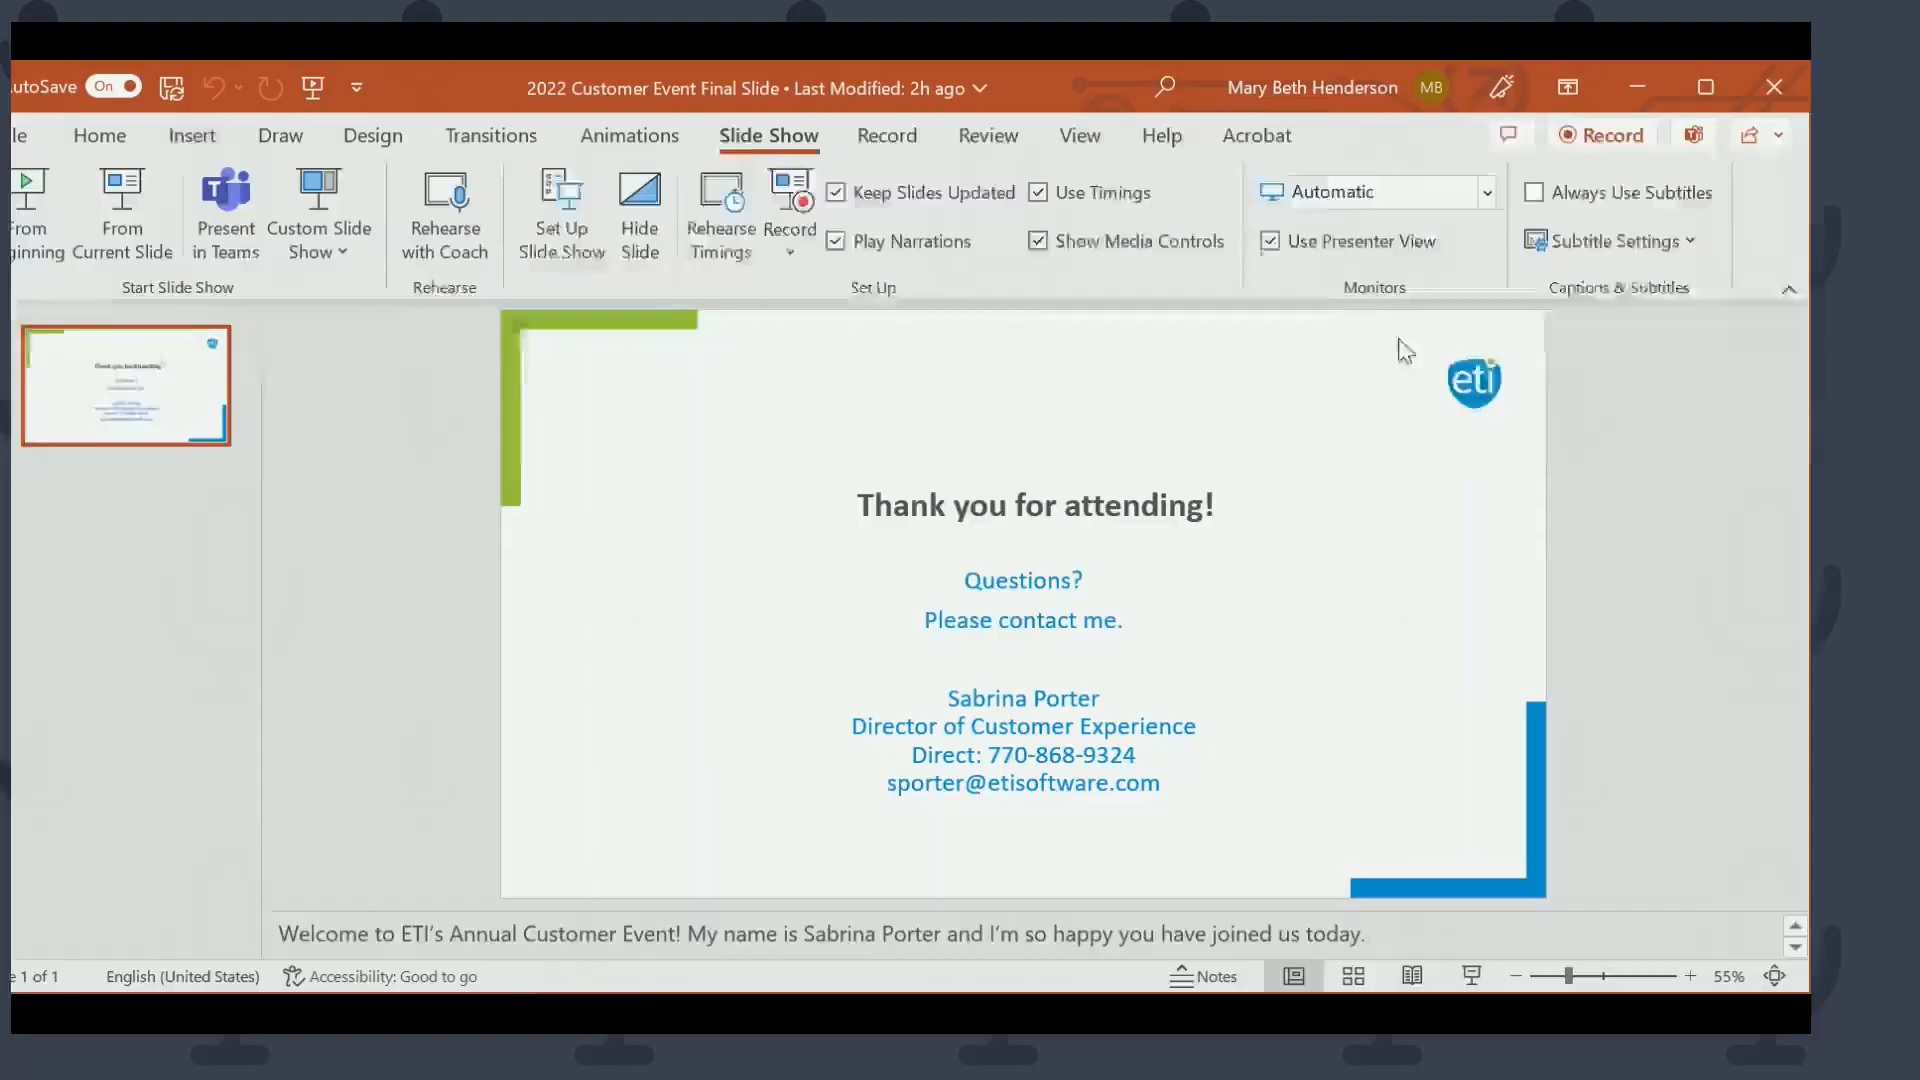 utoSave On
2022 Customer Event Final Slide • Last Modified: 2h ago
Mary Beth Henderson MB
le Home Insert Draw Design Transitions Animations Slide Show Record Review View Help Acrobat
Record
From
ginning
From
Current Slide
Present
in Teams
Custom Slide
Show
Start Slide Show
Rehearse
with Coach
Rehearse
Set Up
Slide Show
Hide
Slide
Rehearse
Timings
Record
Keep Slides Updated
Play Narrations
Use Timings
Show Media Controls
Set Up
Automatic
Use Presenter View
Monitors
Always Use Subtitles
Subtitle Settings
Captions & Subtitles
Thank you for attending!
eti
Thank you for attending!
Questions?
Please contact me.
Sabrina Porter
Director of Customer Experience
Direct: 770-868-9324
sporter@etisoftware.com
Welcome to ETI's Annual Customer Event! My name is Sabrina Porter and I'm so happy you have joined us today.
e 1 of 1 English (United States) Accessibility: Good to go
Notes
55%